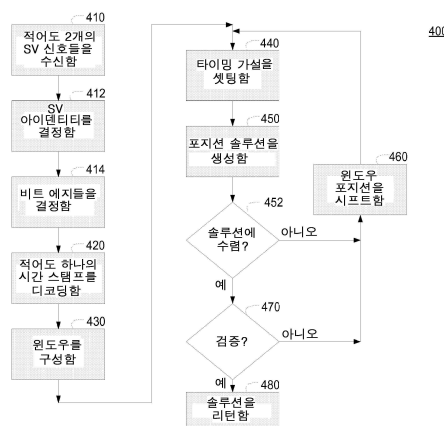 400
410
적어도 2개의
SV 신호들을
수신함
412
SV
아이덴티티를
결정함
414
비트 에지들을
결정함
420
적어도 하나의
시간 스탬프를
디코딩함
430
윈도우를
구성함
440
타이밍 가설을
셋팅함
450
포지션 솔루션을
생성함
452
솔루션에
수렴?
아니오
예
460
윈도우
포지션을
시프트함
470
검증?
아니오
예
480
솔루션을
리턴함